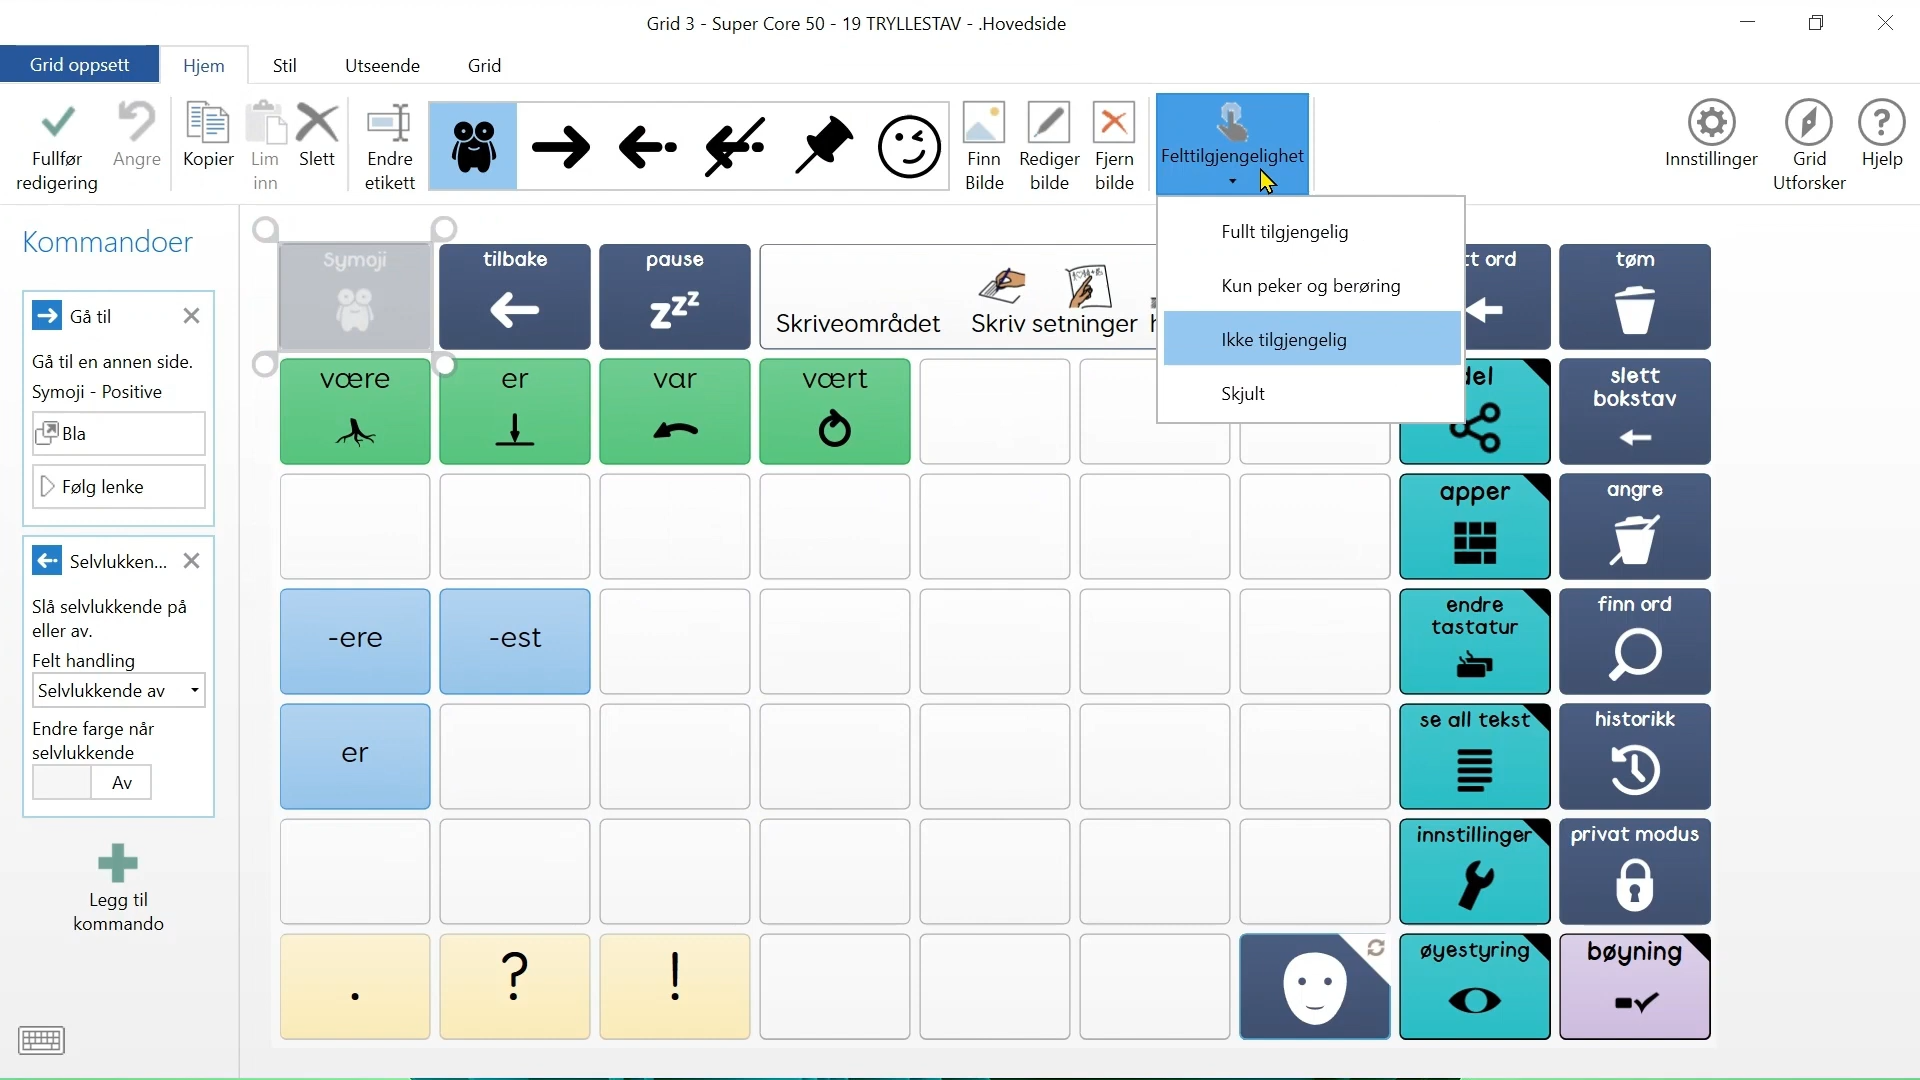 Grid 3 - Super Core 50 - 19 TRYLLESTAV - .Hovedside
Grid oppsett
Hjem
Stil
Utseende
Grid
Fullfør
redigering
Angre
Kopier
Lim
inn
Slett
Endre
etikett
Finn
Bilde
Rediger
bilde
Fjern
bilde
Felttilgjengelighet
Innstillinger
Grid
Utforsker
Hjelp
Fullt tilgjengelig
Kun peker og berøring
Ikke tilgjengelig
Skjult
Kommandoer
Gå til
Gå til en annen side.
Symoji - Positive
Bla
Følg lenke
Selvlukken...
Slå selvlukkende på
eller av.
Felt handling
Selvlukkende av
Endre farge når
selvlukkende
Av
Legg til
kommando
Symoji
tilbake
pause
zzz
Skriveområdet
Skriv setninger
tt ord
tøm
være
er
var
vært
del
slett
bokstav
apper
angre
-ere
-est
endre
tastatur
finn ord
er
se all tekst
historikk
innstillinger
privat modus
.
?
!
øyestyring
bøyning